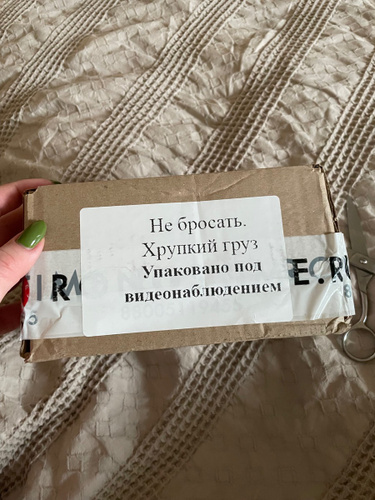 Не бросать.
Хрупкий груз
Упаковано под
видеонаблюдением